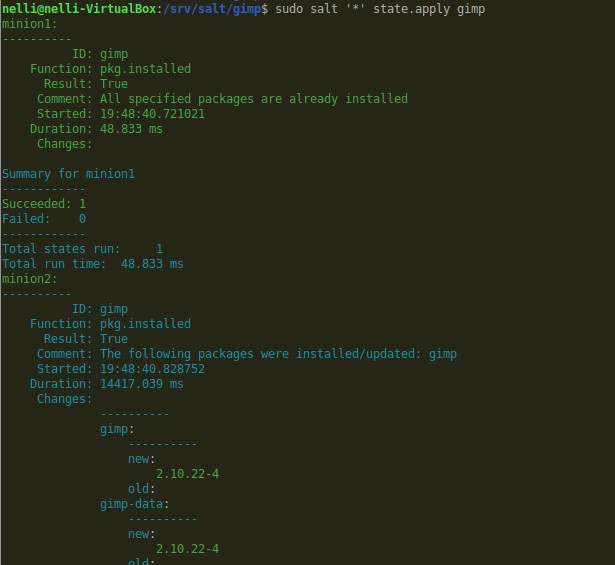 nelli@nelli-VirtualBox:/srv/salt/gimp$ sudo salt '*' state.apply gimp
minion1:
----------
          ID: gimp
    Function: pkg.installed
      Result: True
     Comment: All specified packages are already installed
     Started: 19:48:40.721021
    Duration: 48.833 ms
     Changes:

Summary for minion1
------------
Succeeded: 1
Failed:    0
------------
Total states run:     1
Total run time:  48.833 ms
minion2:
----------
          ID: gimp
    Function: pkg.installed
      Result: True
     Comment: The following packages were installed/updated: gimp
     Started: 19:48:40.828752
    Duration: 14417.039 ms
     Changes:
              ----------
              gimp:
                  ----------
                  new:
                      2.10.22-4
                  old:
              gimp-data:
                  ----------
                  new:
                      2.10.22-4
                  old: